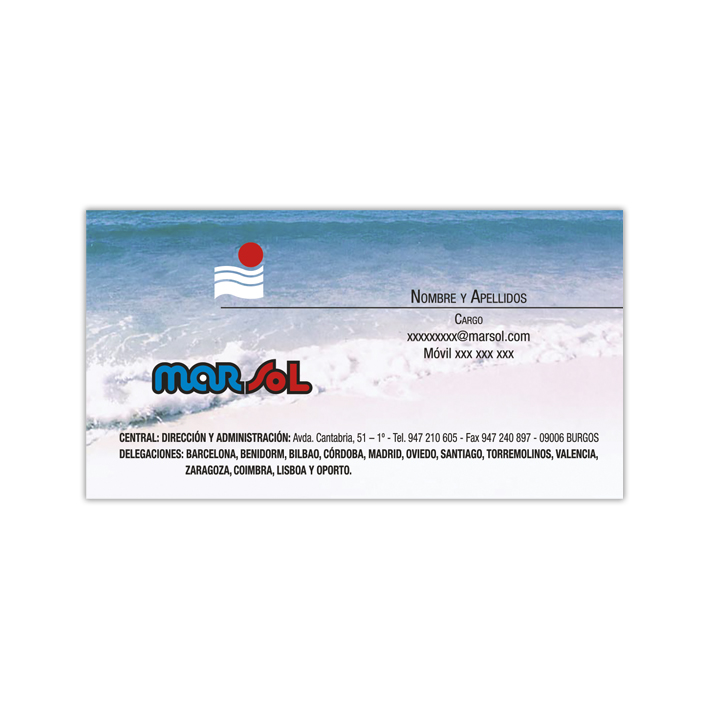 Nombre y Apellidos
Cargo
xxxxxxxxx@marsol.com
Móvil xxx xxx xxx
marsol
CENTRAL: DIRECCIÓN Y ADMINISTRACIÓN: Avda. Cantabria, 51 – 1º - Tel. 947 210 605 - Fax 947 240 897 - 09006 BURGOS
DELEGACIONES: BARCELONA, BENIDORM, BILBAO, CÓRDOBA, MADRID, OVIEDO, SANTIAGO, TORREMOLINOS, VALENCIA,
ZARAGOZA, COIMBRA, LISBOA Y OPORTO.